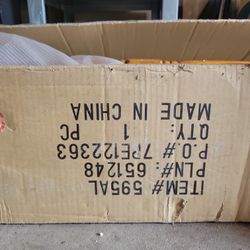 ITEM# 595AL
PLN#: 651248
P.O.# 7PE122363
QTY: 1 PC
MADE IN CHINA